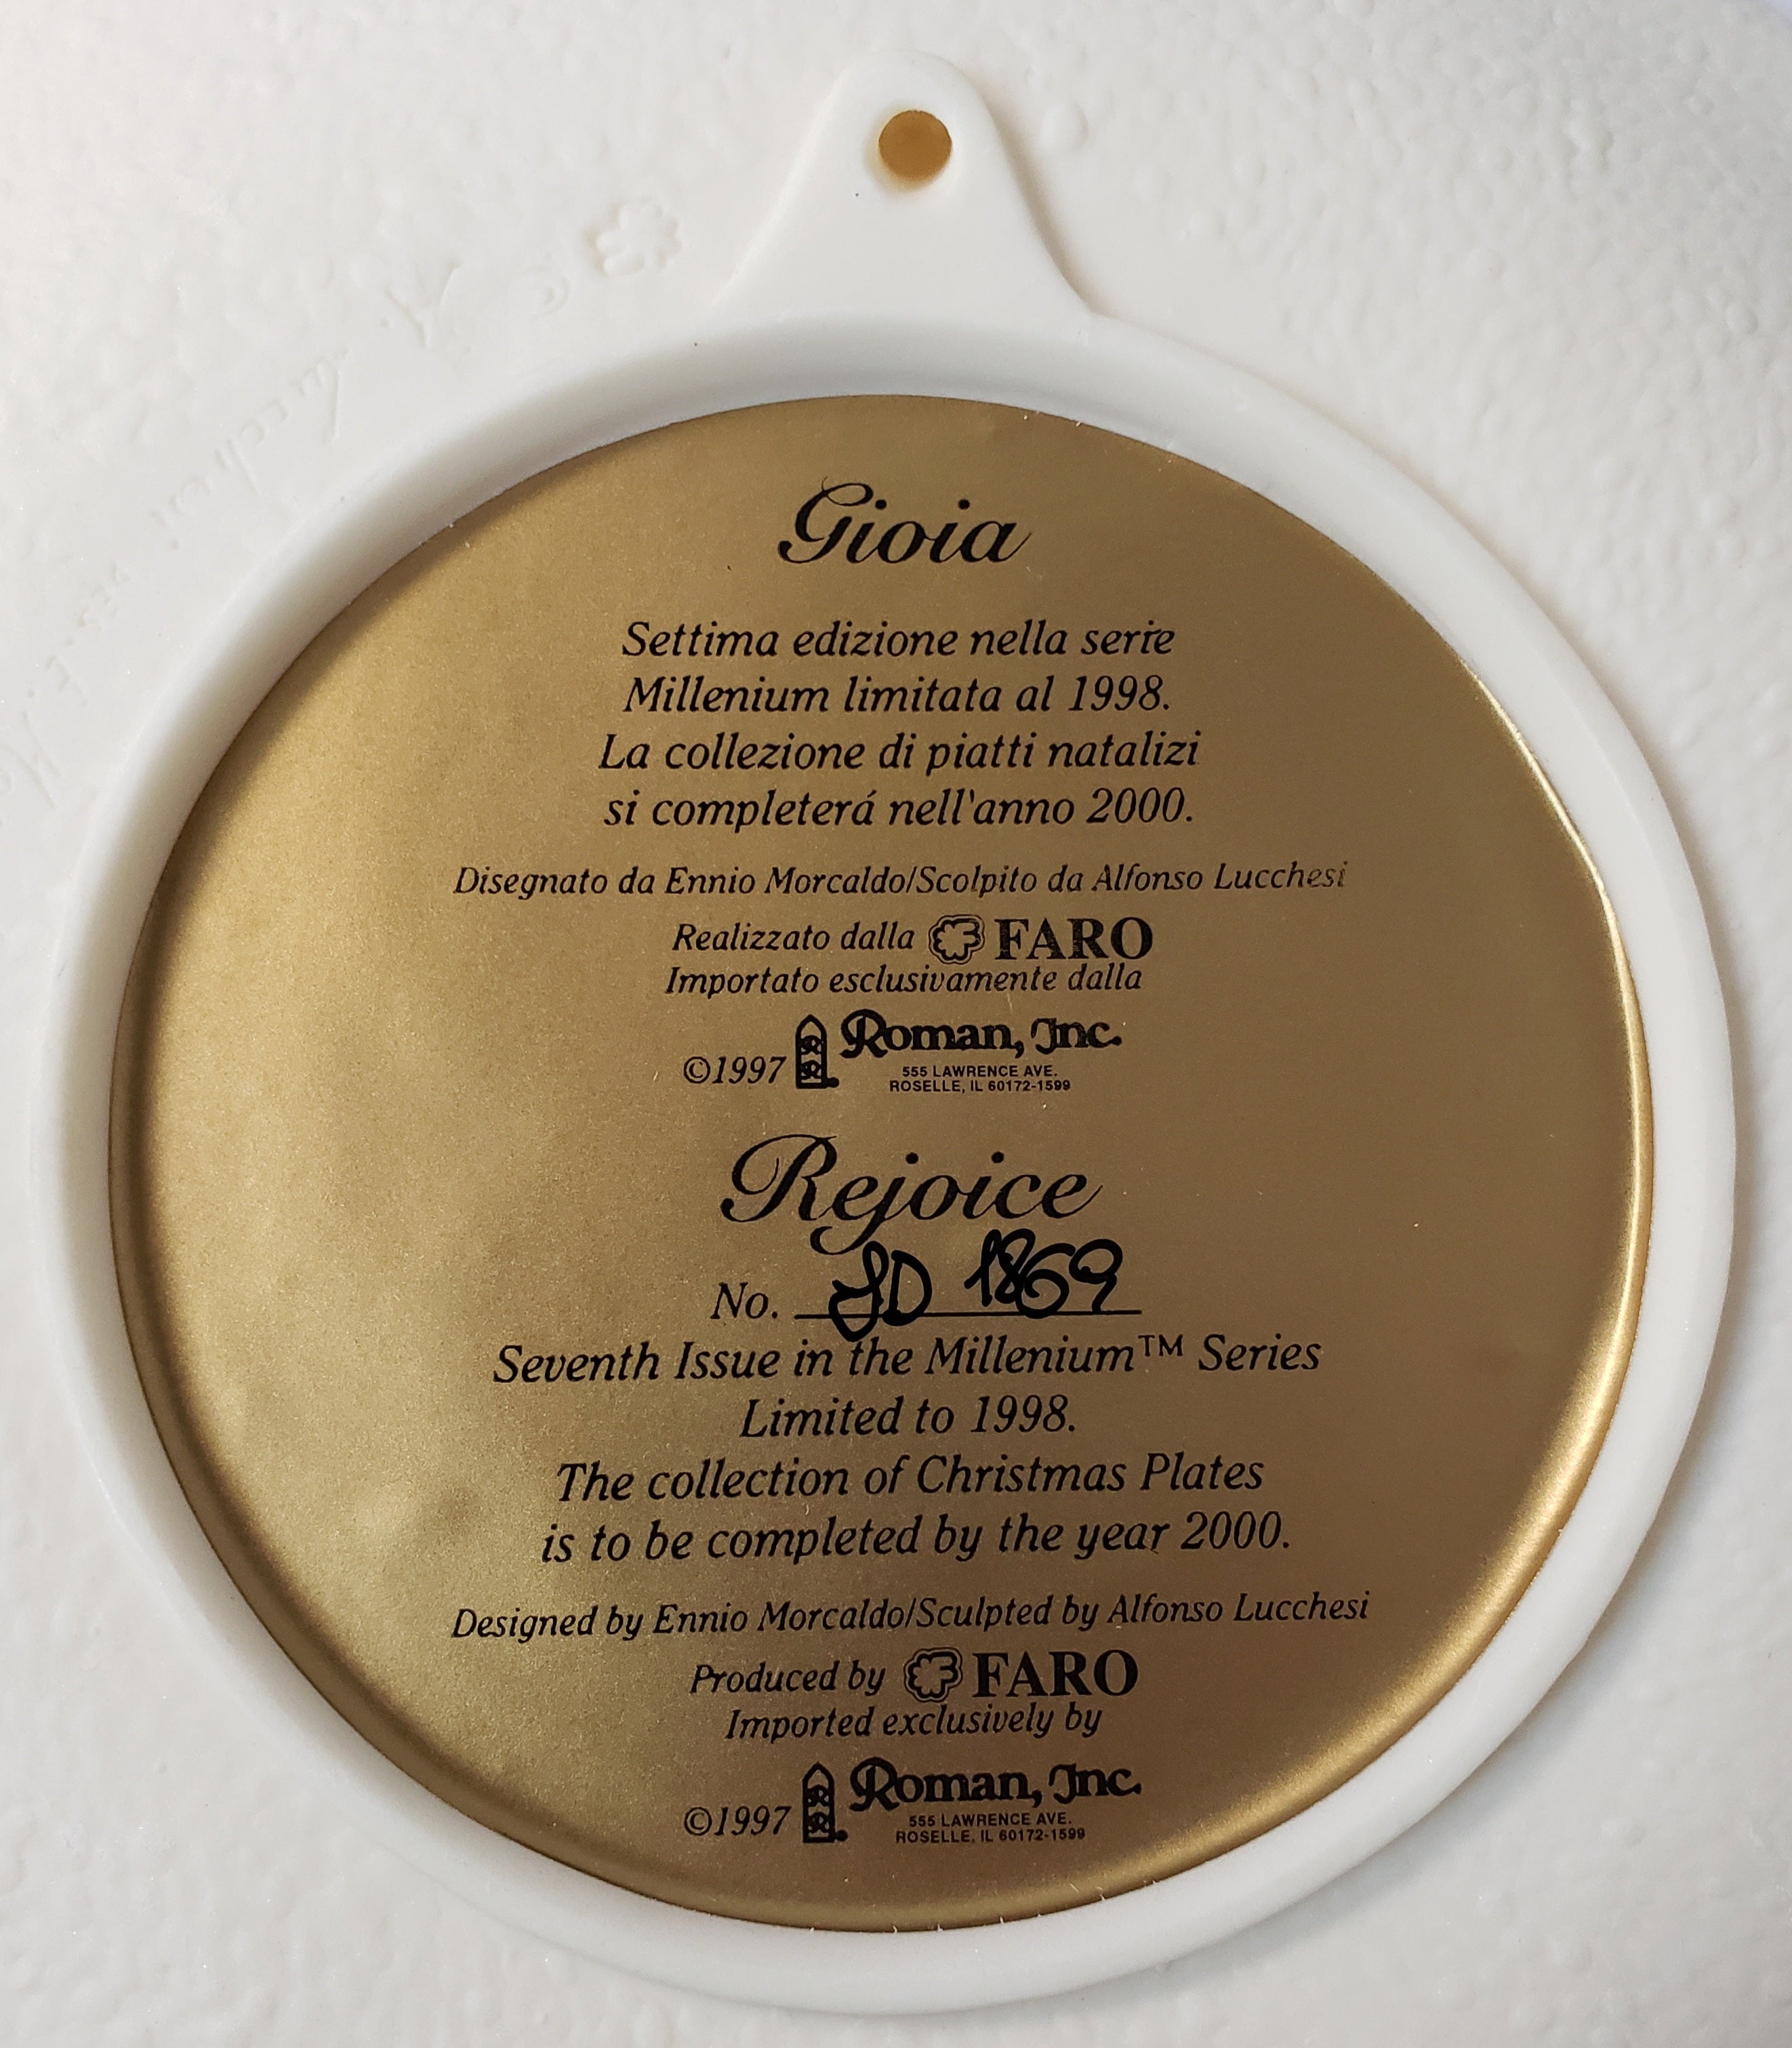 Gioia
Settima edizione nella serie
Millenium limitata al 1998.
La collezione di piatti natalizi
si completerá nell'anno 2000.
Disegnato da Ennio Morcaldo/Scolpito da Alfonso Lucchesi
Realizzato dalla FARO
Importato esclusivamente dalla
©1997 Roman, Inc.
555 LAWRENCE AVE.
ROSELLE, IL 60172-1599
Rejoice
No. JD 1869
Seventh Issue in the Millenium™ Series
Limited to 1998.
The collection of Christmas Plates
is to be completed by the year 2000.
Designed by Ennio Morcaldo/Sculpted by Alfonso Lucchesi
Produced by FARO
Imported exclusively by
©1997 Roman, Inc.
555 LAWRENCE AVE.
ROSELLE, IL 60172-1599